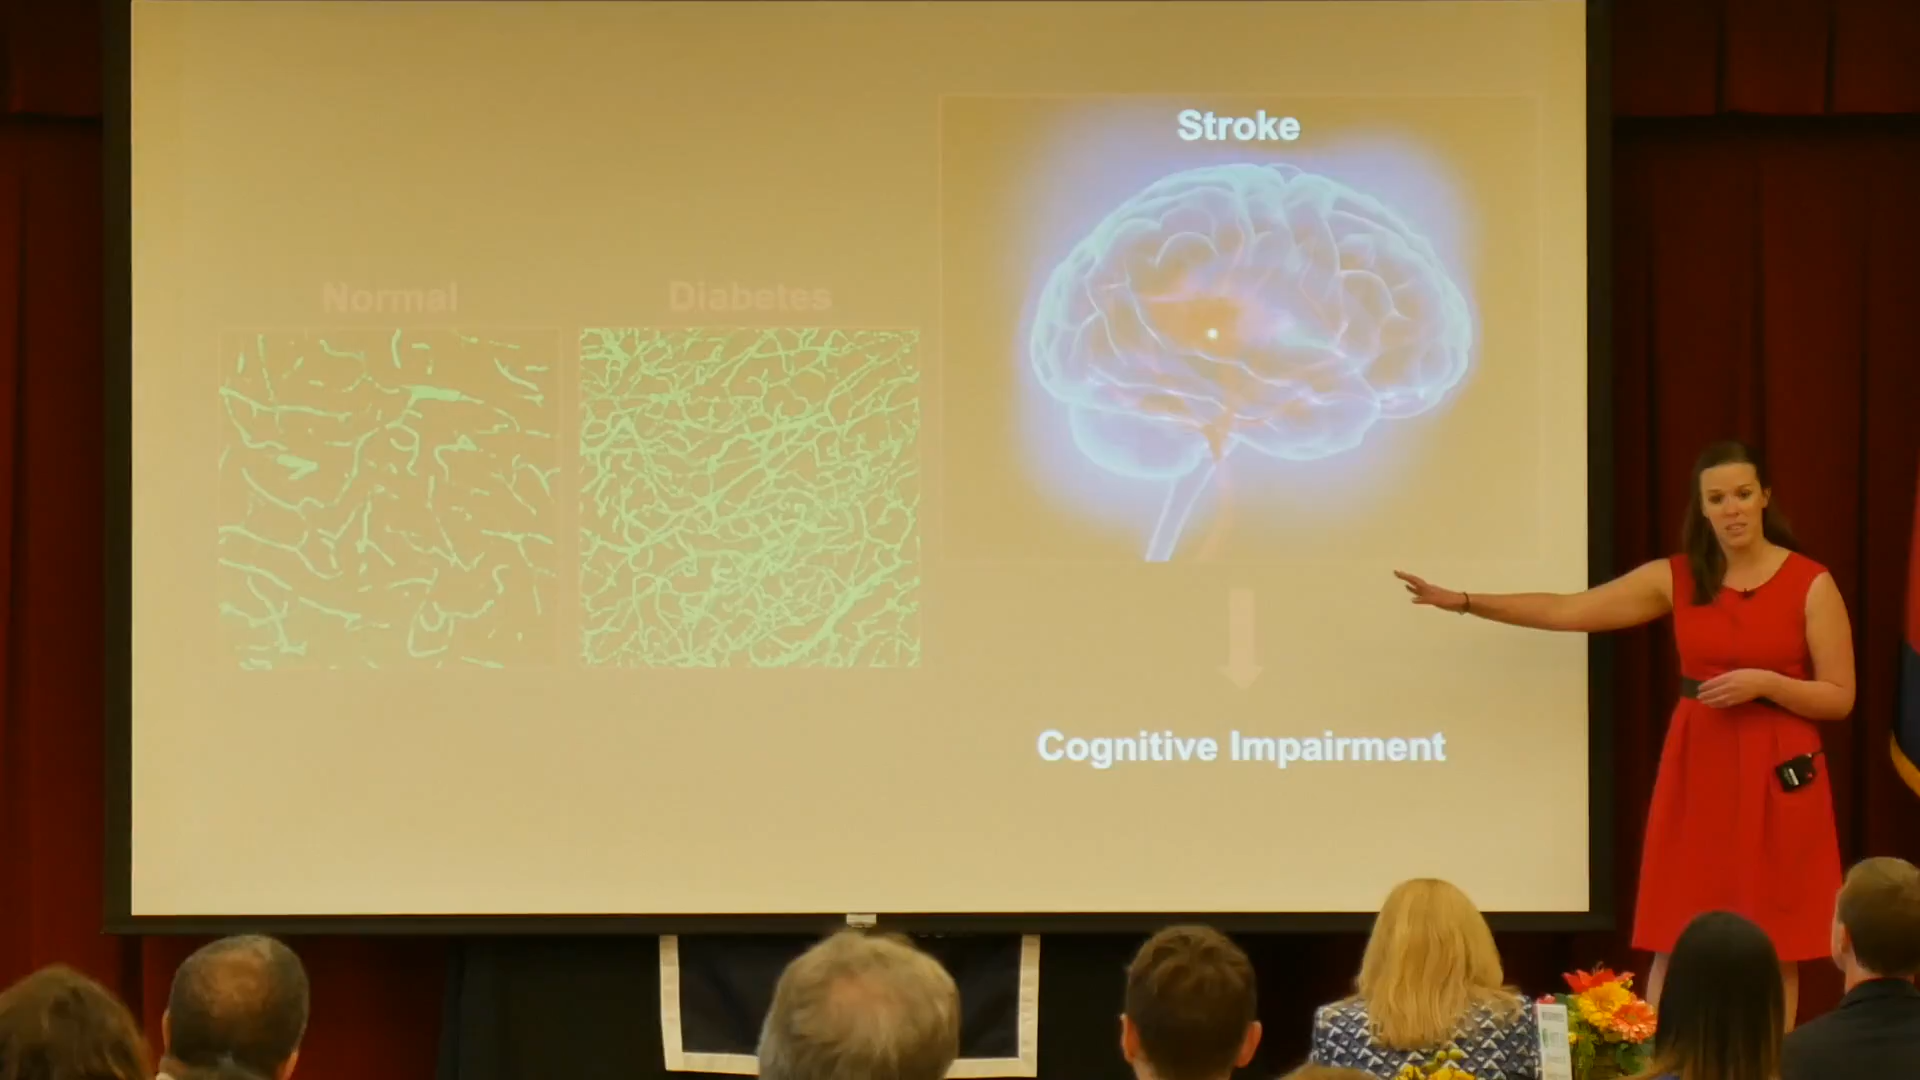 Stroke
Normal
Diabetes
Cognitive Impairment